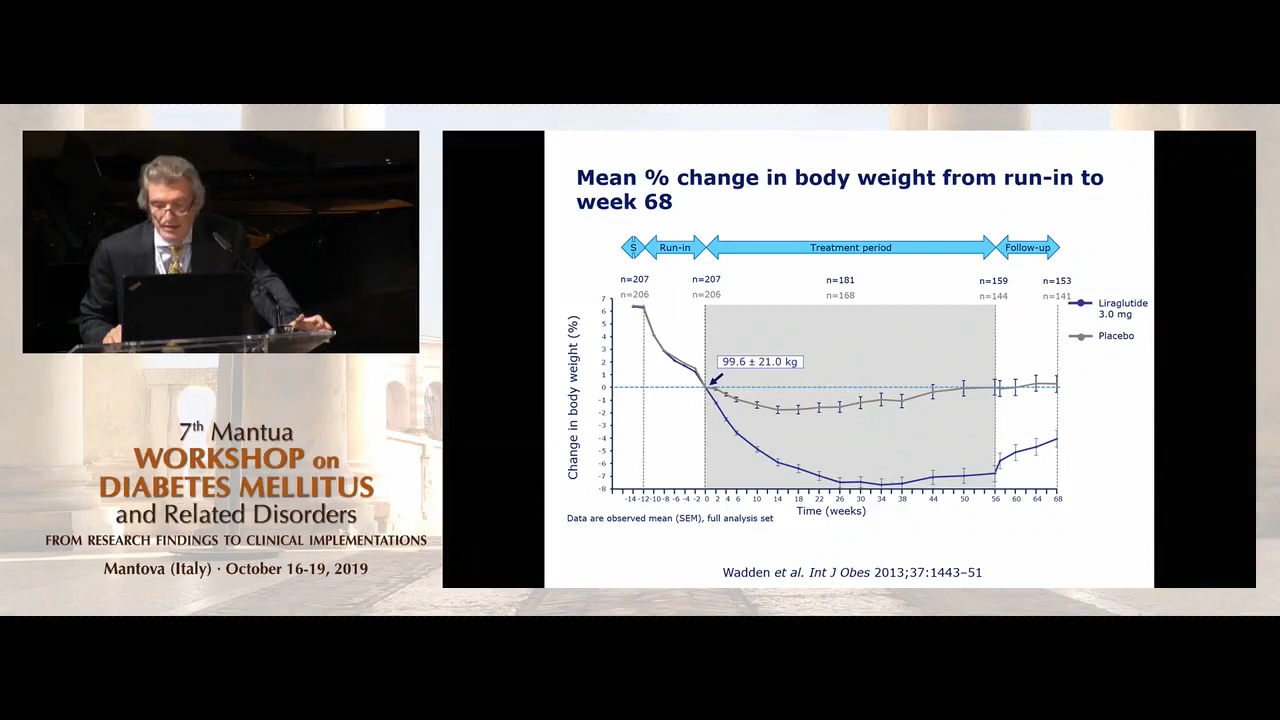 7th Mantua
WORKSHOP on
DIABETES MELLITUS
and Related Disorders
FROM RESEARCH FINDINGS TO CLINICAL IMPLEMENTATIONS
Mantova (Italy) · October 16-19, 2019
Mean % change in body weight from run-in to
week 68
S Run-in Treatment period Follow-up
n=207 n=207 n=181 n=159 n=153
n=206 n=206 n=168 n=144 n=141
Liraglutide
3.0 mg
Placebo
Change in body weight (%)
7
6
5
4
3
2
1
0
-1
-2
-3
-4
-5
-6
-7
-8
99.6 ± 21.0 kg
-14 -12 -10 -8 -6 -4 -2 0 2 4 6 10 14 18 22 26 30 34 38 44 50 56 60 64 68
Time (weeks)
Data are observed mean (SEM), full analysis set
Wadden et al. Int J Obes 2013;37:1443–51